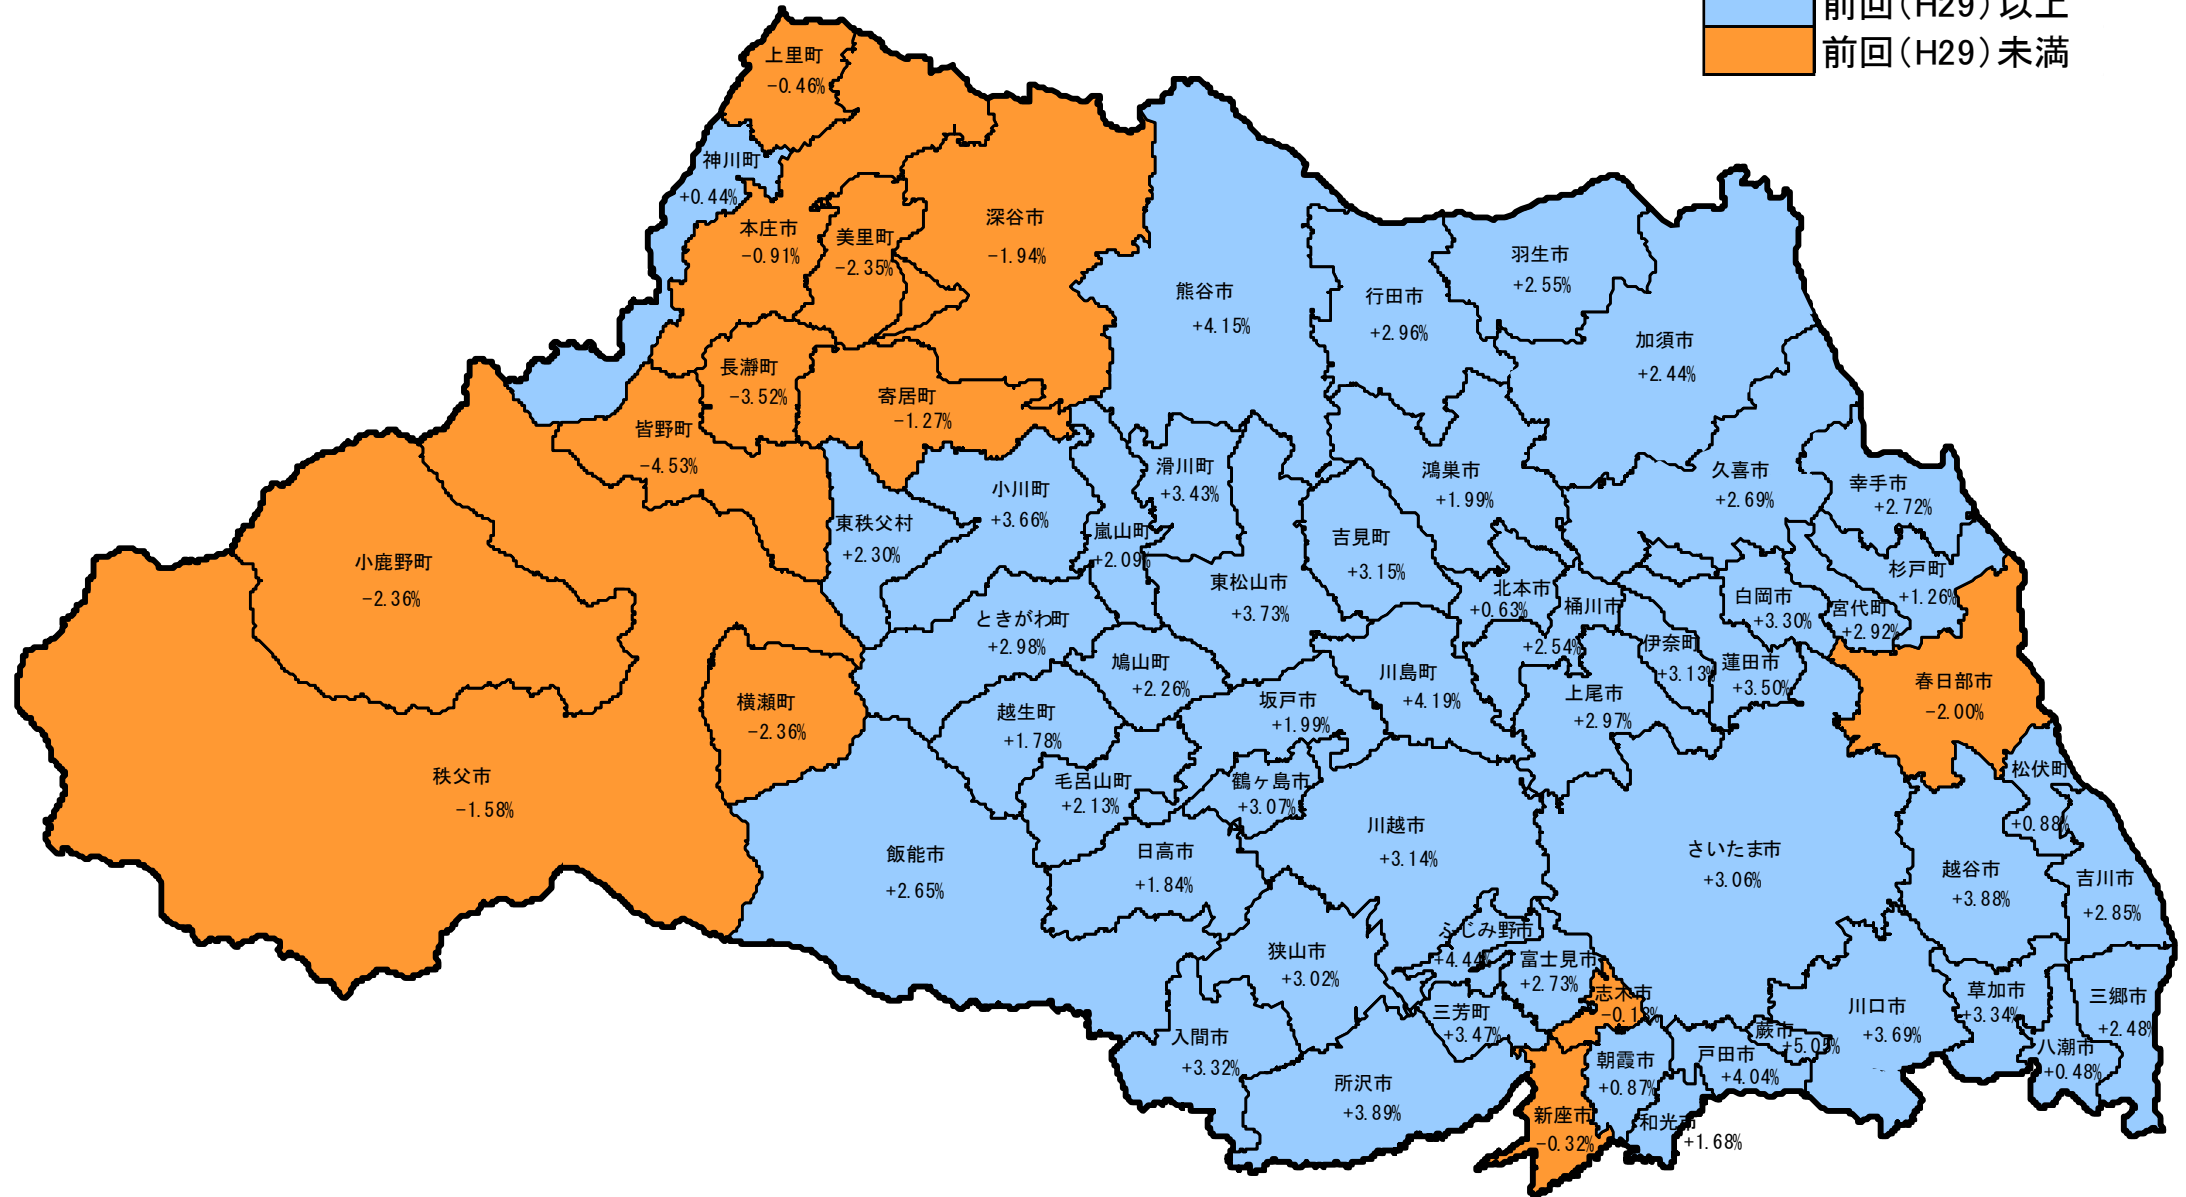 前回(H29)以上
前回(H29)未満
上里町
-0.46%
神川町
+0.44%
本庄市
-0.91%
美里町
-2.35%
深谷市
-1.94%
長瀞町
-3.52%
寄居町
-1.27%
皆野町
-4.53%
小鹿野町
-2.36%
秩父市
-1.58%
横瀬町
-2.36%
東秩父村
+2.30%
小川町
+3.66%
嵐山町
+2.09%
滑川町
+3.43%
熊谷市
+4.15%
行田市
+2.96%
羽生市
+2.55%
加須市
+2.44%
鴻巣市
+1.99%
久喜市
+2.69%
幸手市
+2.72%
杉戸町
+1.26%
宮代町
+2.92%
白岡市
+3.30%
蓮田市
+3.50%
伊奈町
+3.13%
桶川市
+2.54%
北本市
+0.63%
吉見町
+3.15%
東松山市
+3.73%
ときがわ町
+2.98%
鳩山町
+2.26%
越生町
+1.78%
毛呂山町
+2.13%
坂戸市
+1.99%
鶴ヶ島市
+3.07%
川島町
+4.19%
上尾市
+2.97%
春日部市
-2.00%
松伏町
+0.88%
越谷市
+3.88%
吉川市
+2.85%
さいたま市
+3.06%
川越市
+3.14%
日高市
+1.84%
飯能市
+2.65%
狭山市
+3.02%
入間市
+3.32%
所沢市
+3.89%
ふじみ野市
+4.44%
富士見市
+2.73%
三芳町
+3.47%
志木市
新座市
-0.32%
朝霞市
+0.87%
和光市
+1.68%
戸田市
+4.04%
蕨市
+5.05%
川口市
+3.69%
草加市
+3.34%
八潮市
+0.48%
三郷市
+2.48%